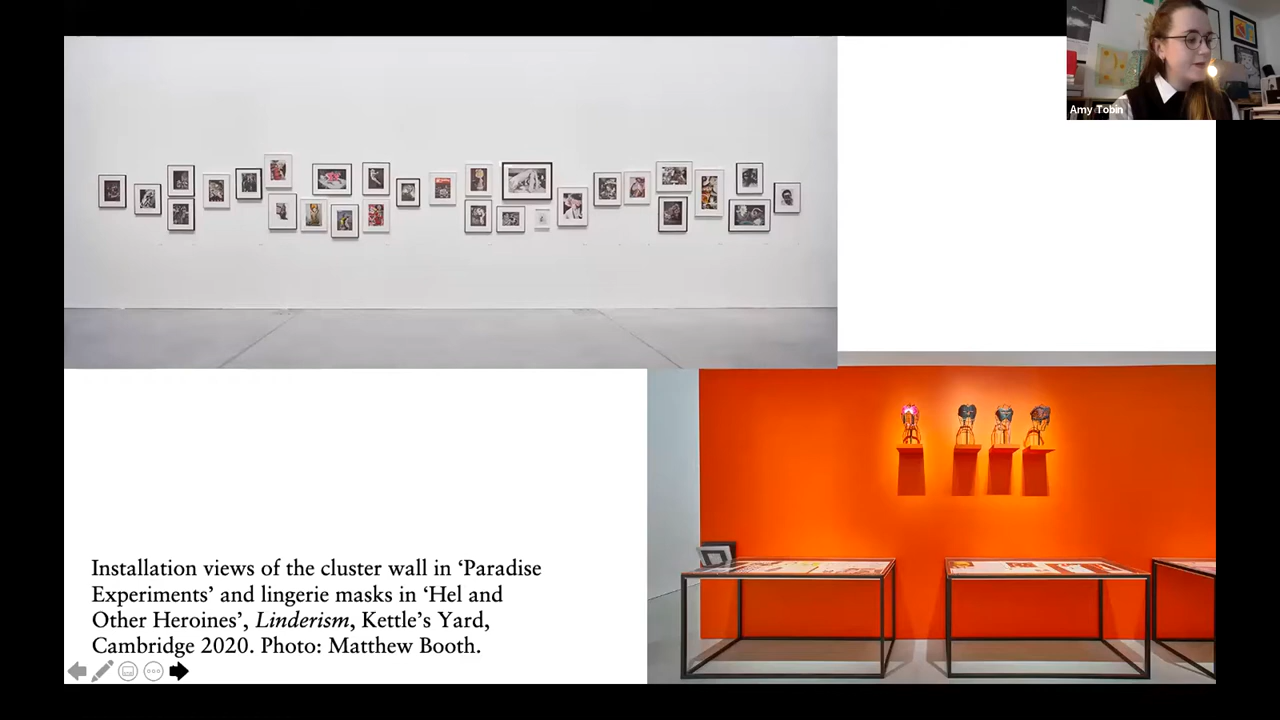 Amy Tobin
Installation views of the cluster wall in ‘Paradise
Experiments’ and lingerie masks in ‘Hel and
Other Heroines’, Linderism, Kettle’s Yard,
Cambridge 2020. Photo: Matthew Booth.